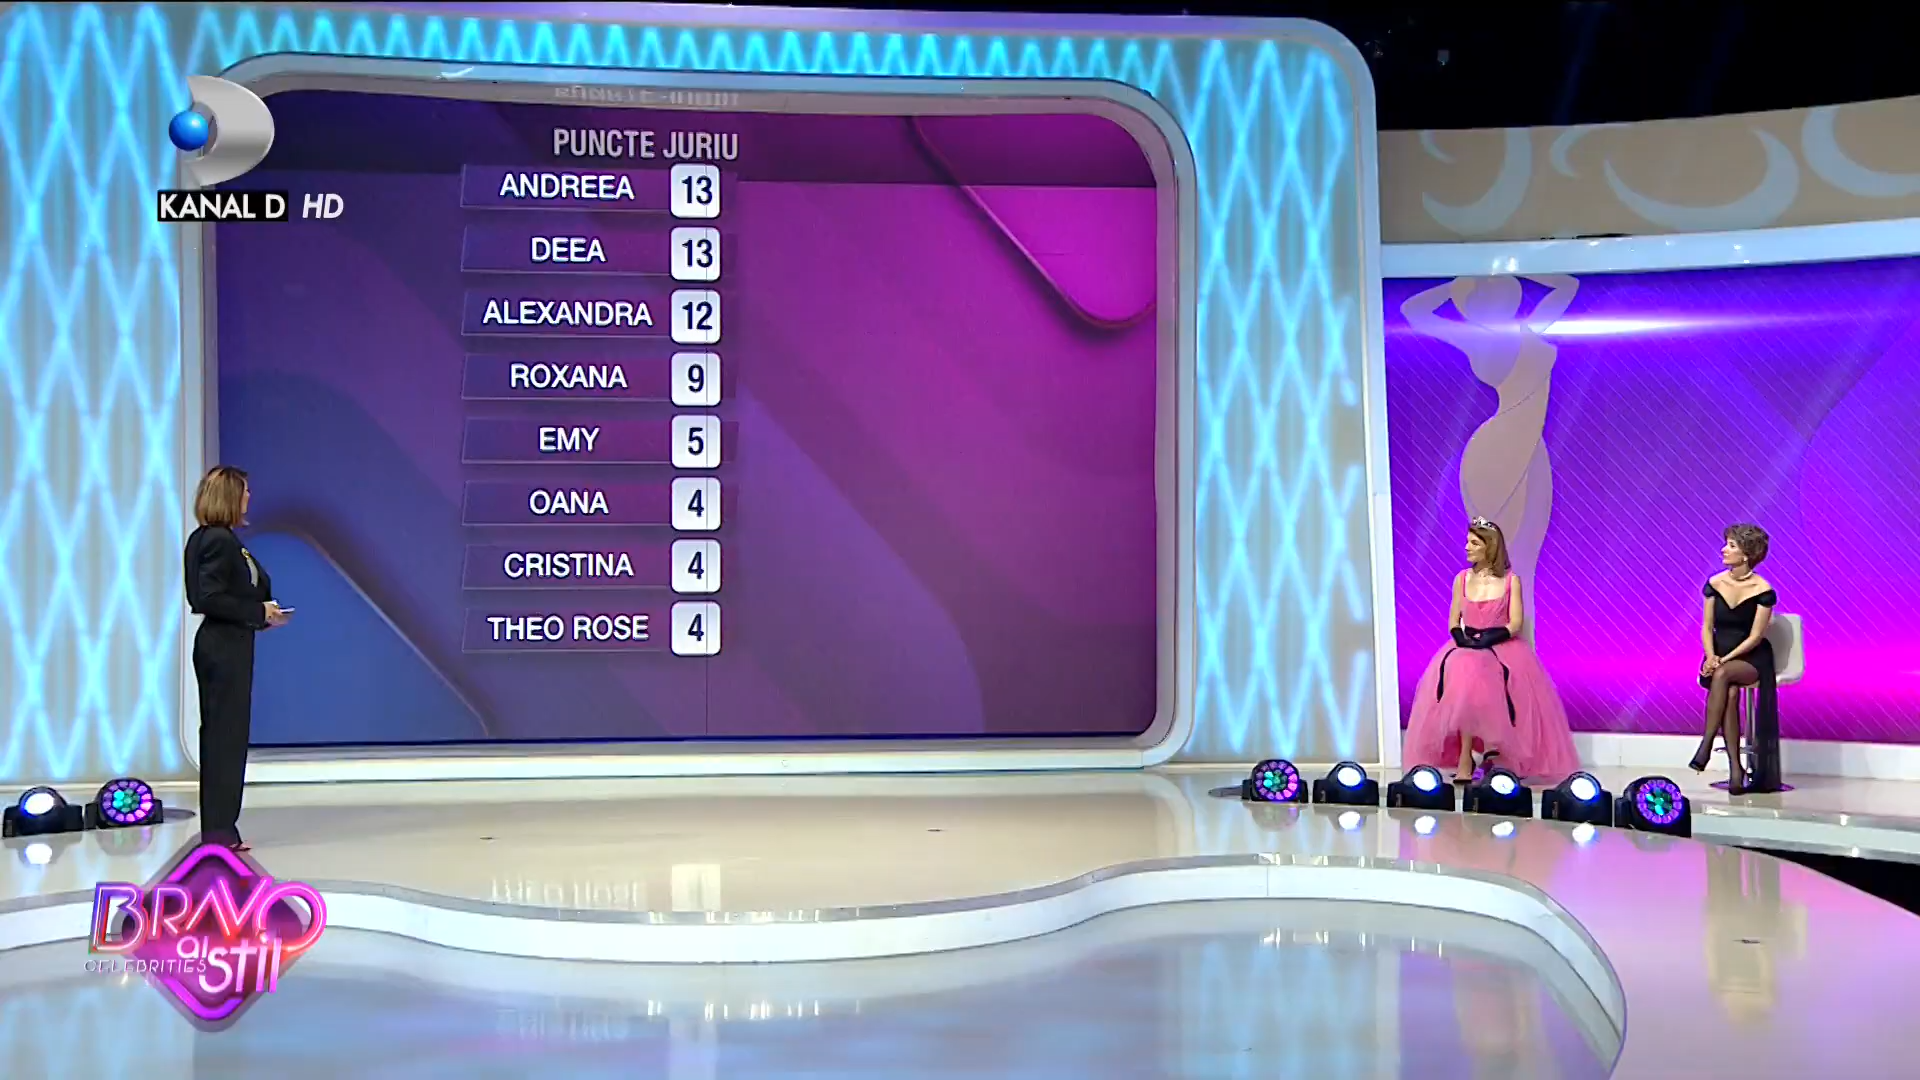 PUNCTE JURIU
ANDREEA 13
DEEA 13
ALEXANDRA 12
ROXANA 9
EMY 5
OANA 4
CRISTINA 4
THEO ROSE 4
KANAL D HD
BRAVO
al
CELEBRITIES stil